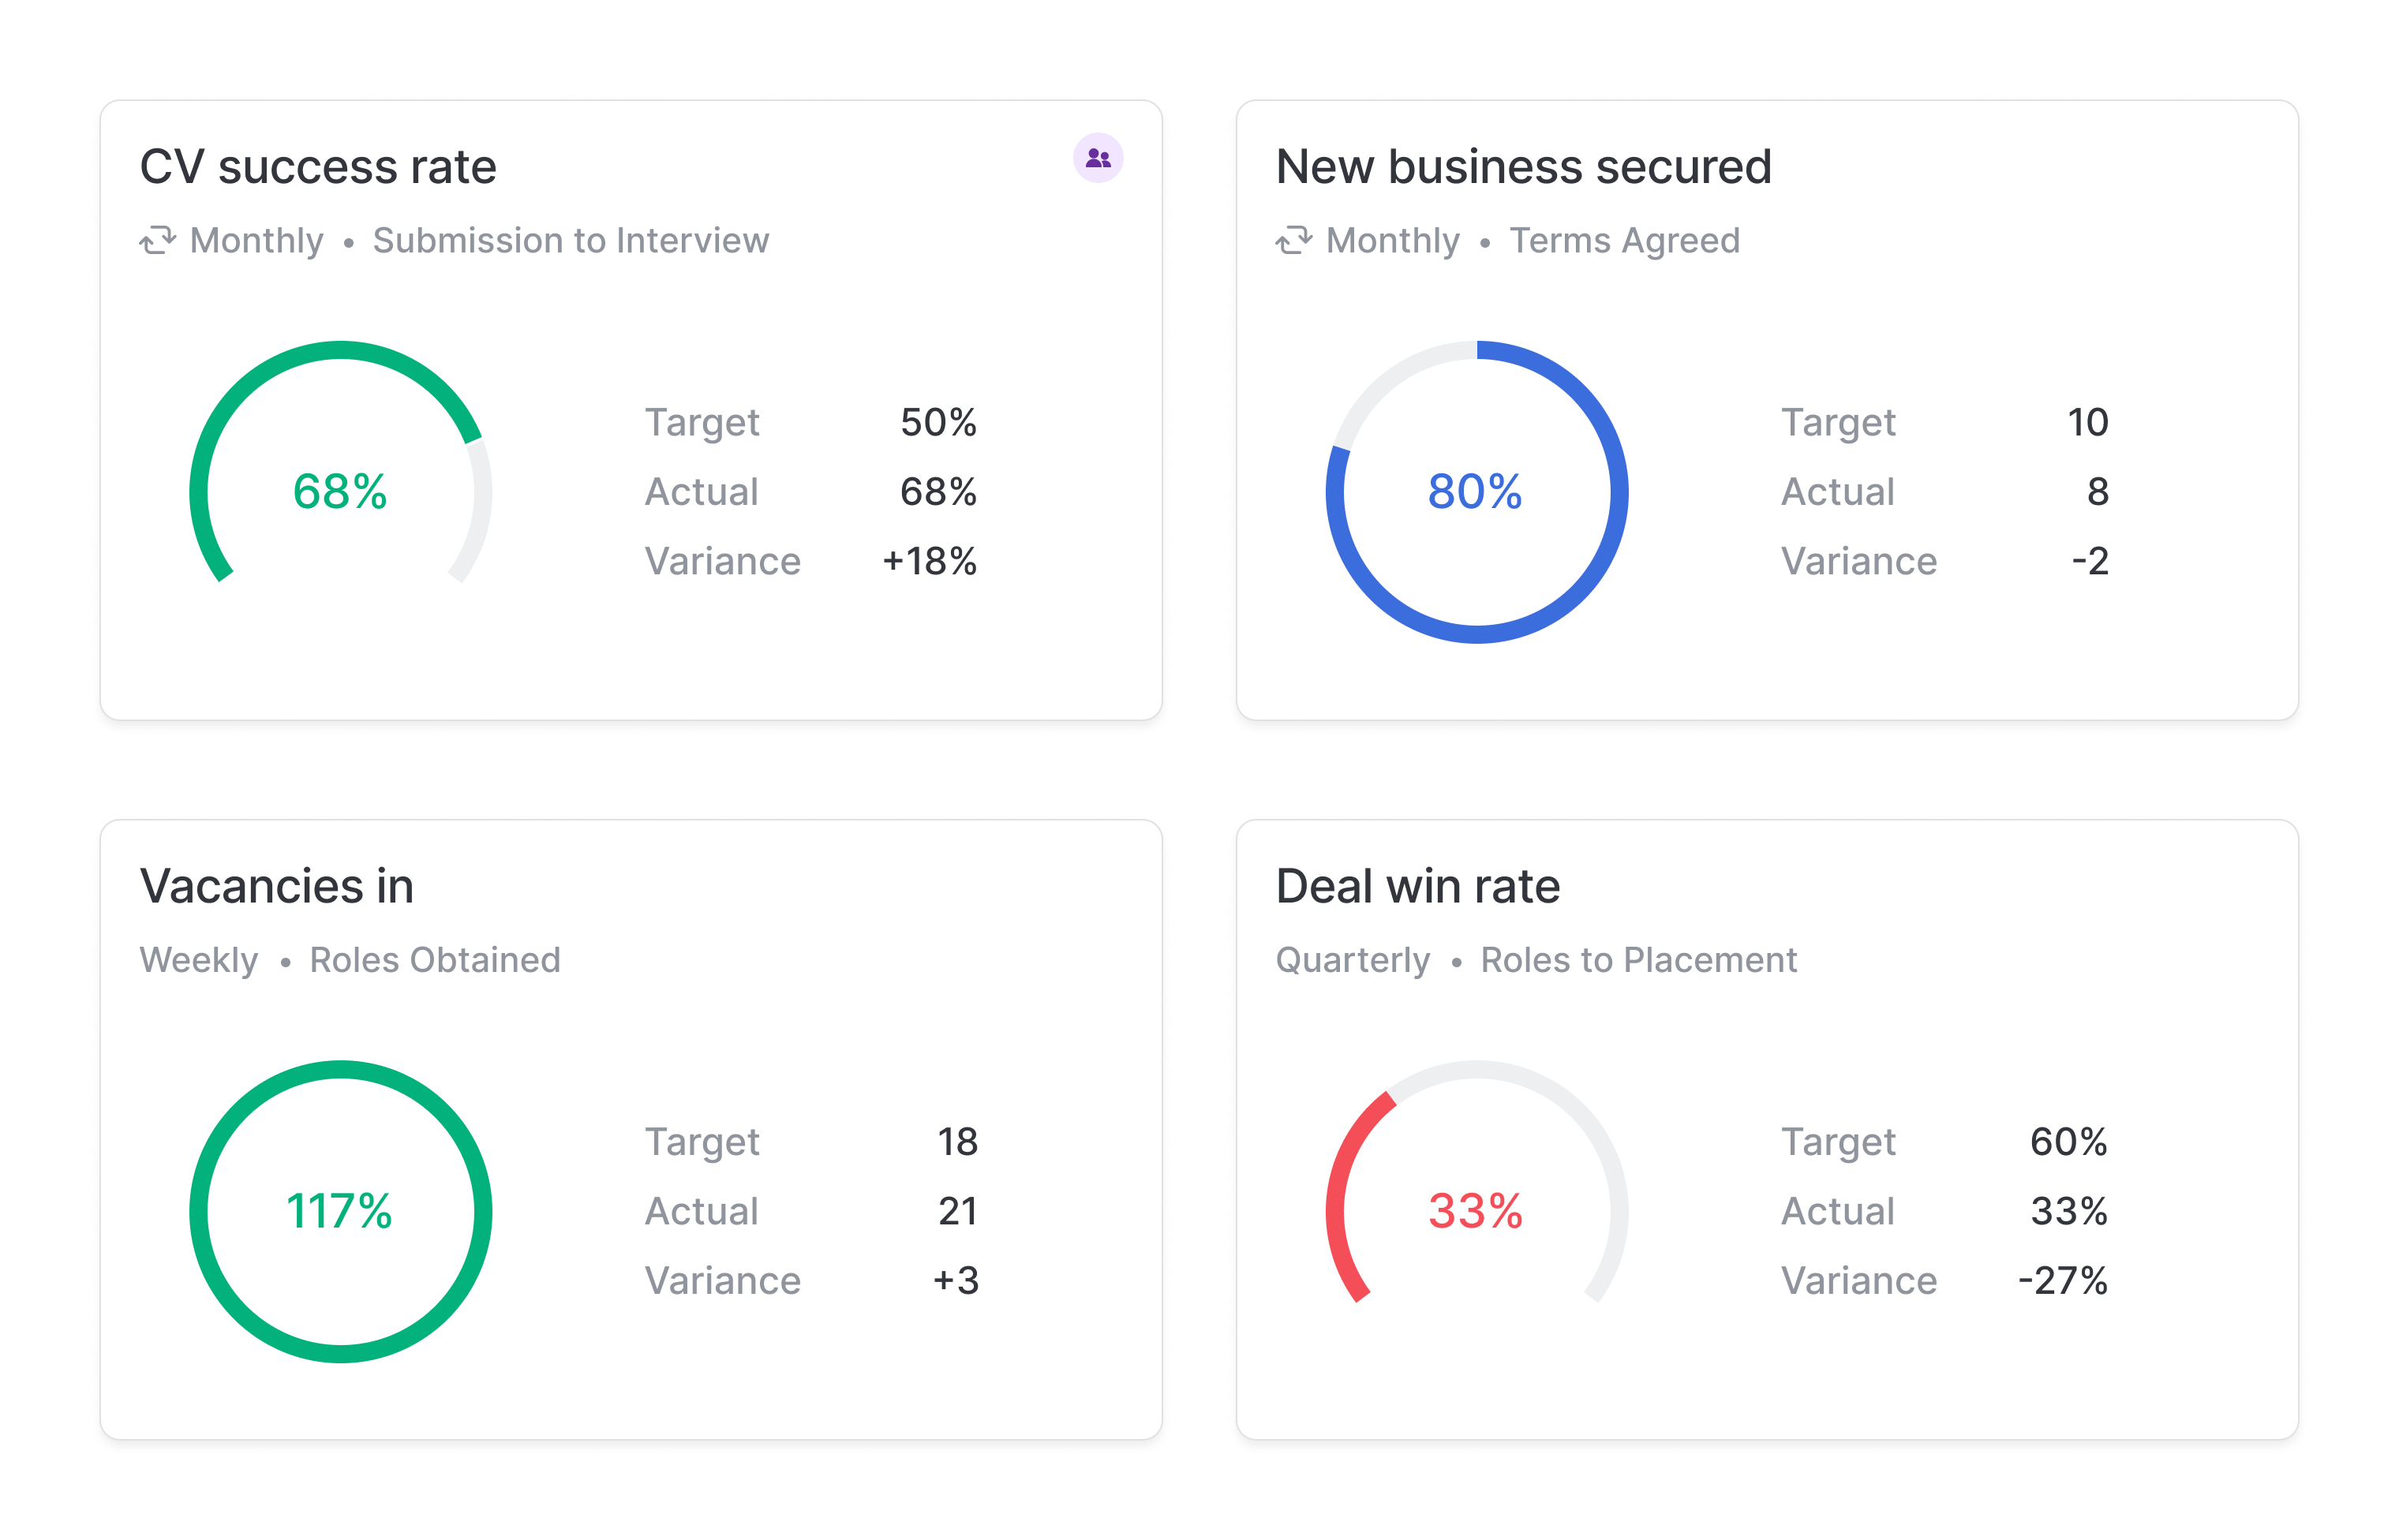 CV success rate
Monthly • Submission to Interview
68%
Target 50%
Actual 68%
Variance +18%
New business secured
Monthly • Terms Agreed
80%
Target 10
Actual 8
Variance -2
Vacancies in
Weekly • Roles Obtained
117%
Target 18
Actual 21
Variance +3
Deal win rate
Quarterly • Roles to Placement
33%
Target 60%
Actual 33%
Variance -27%